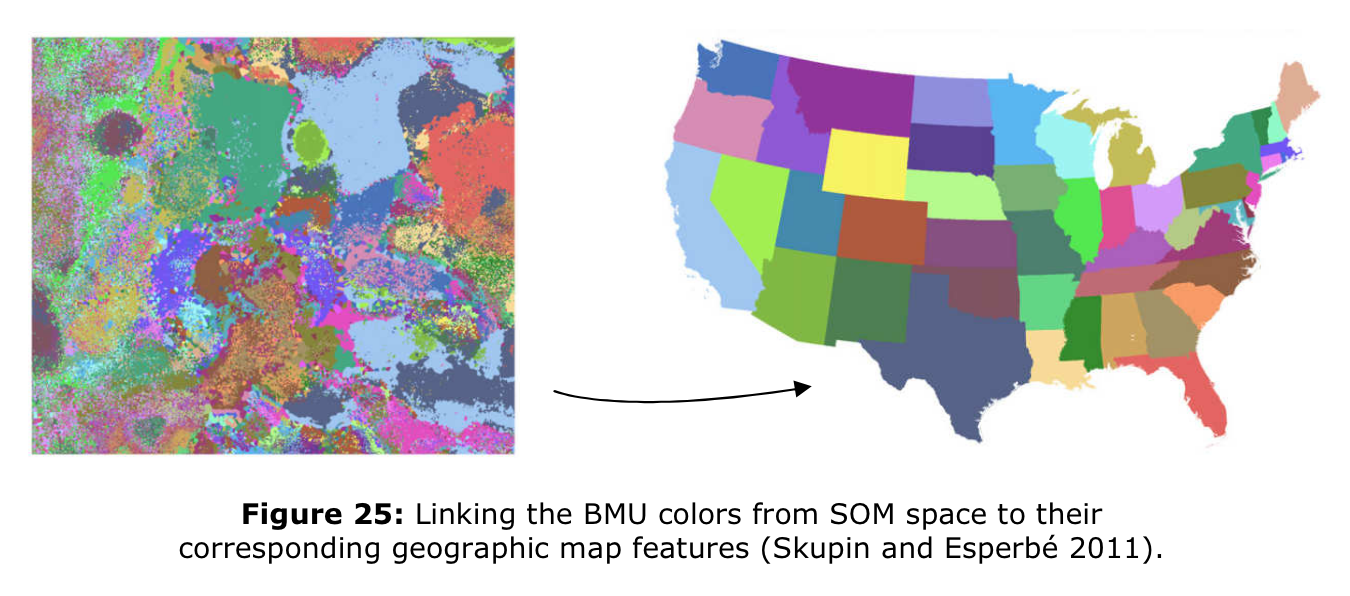 Figure 25: Linking the BMU colors from SOM space to their
corresponding geographic map features (Skupin and Esperbé 2011).